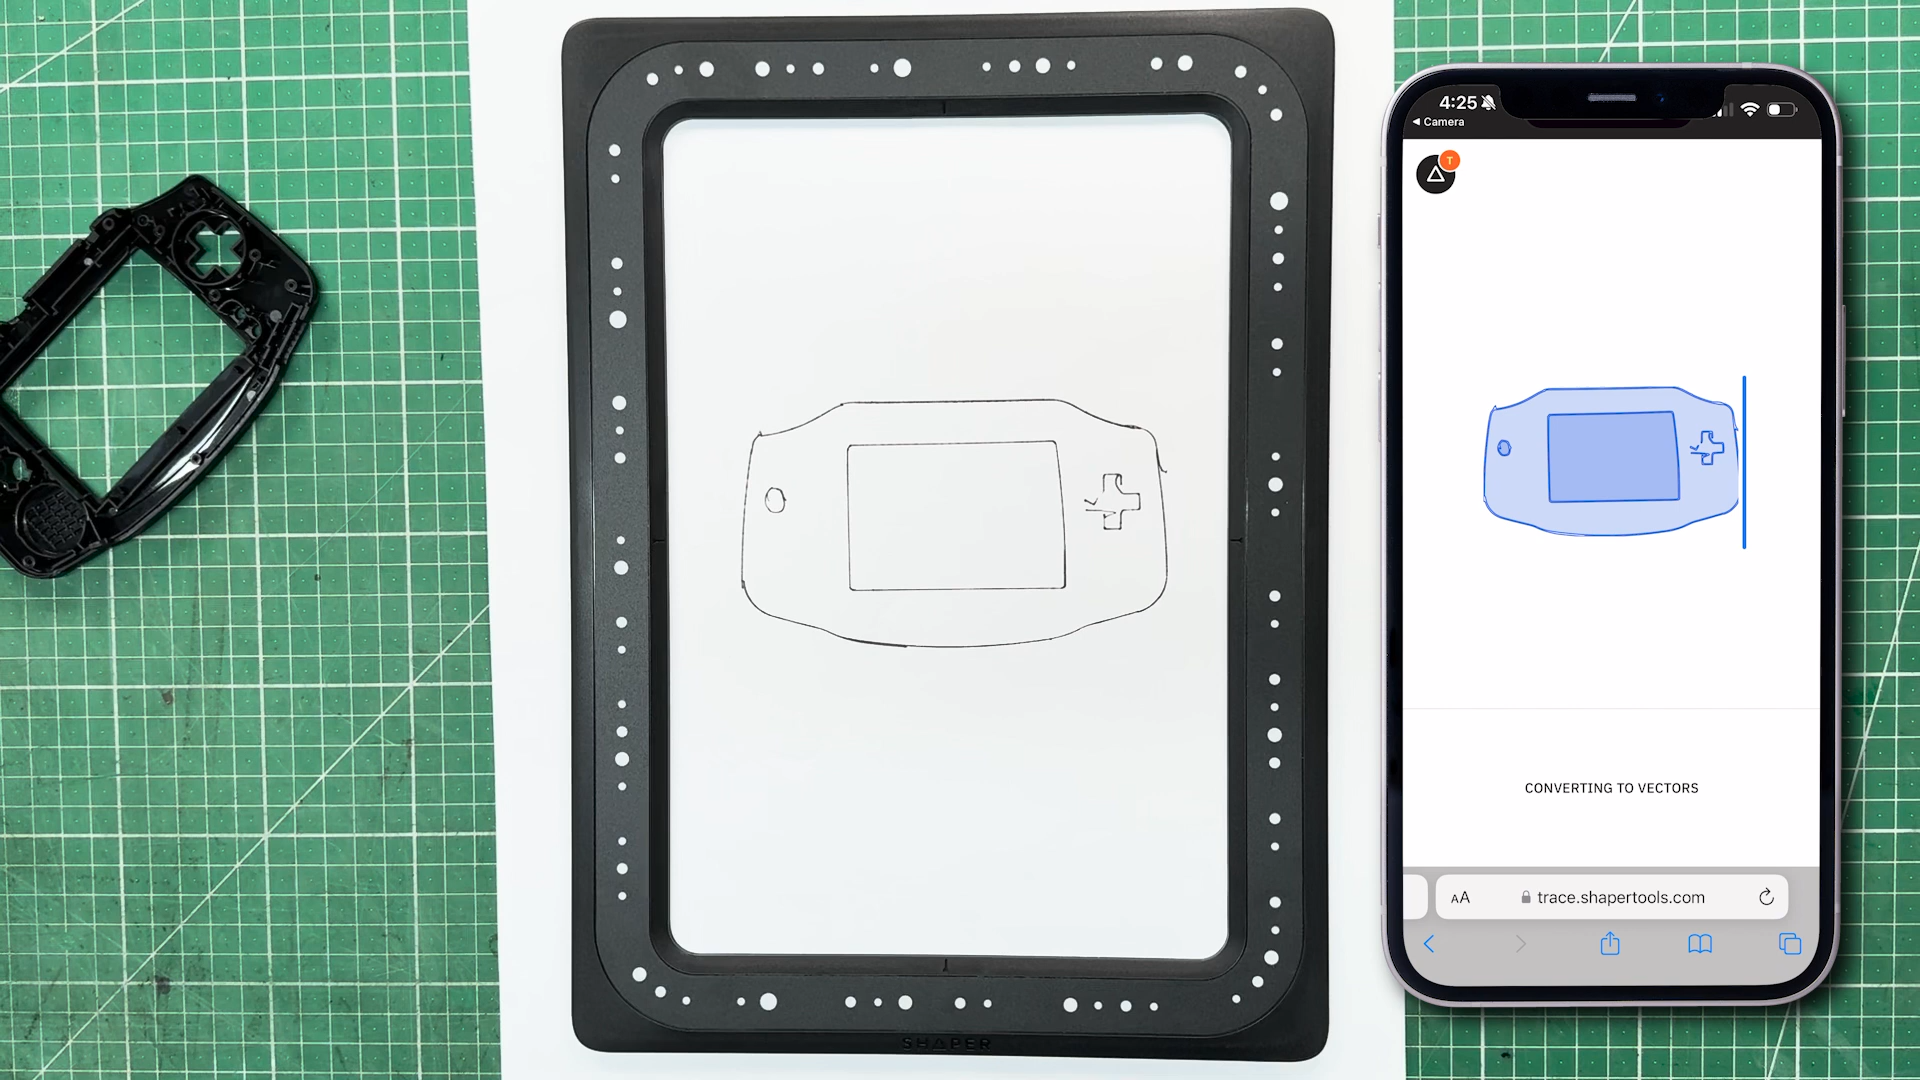 SHAPER
4:25
◀ Camera
T
CONVERTING TO VECTORS
AA
trace.shapertools.com